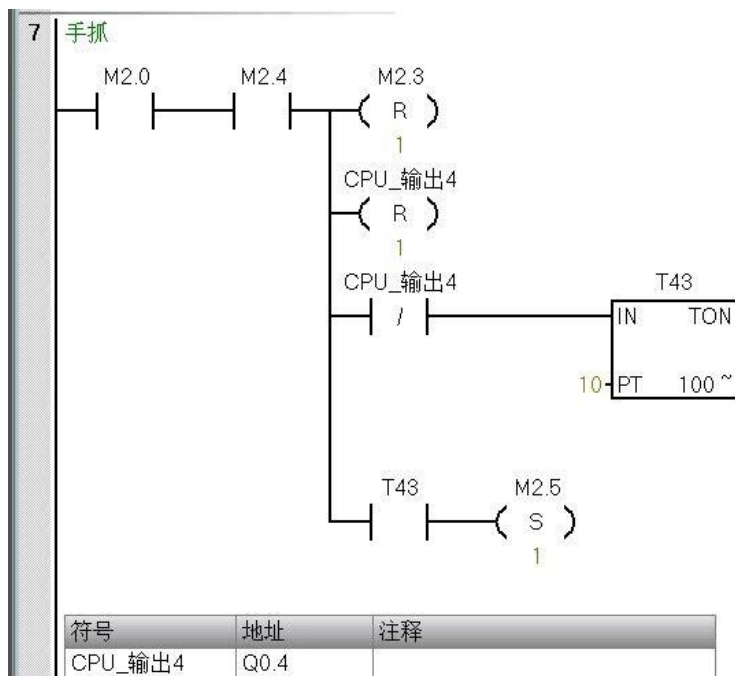 7 手抓
M2.0 M2.4 M2.3
R
1
CPU_输出4
R
1
CPU_输出4 T43
/ IN TON
10 PT 100~
T43 M2.5
S
1
符号 地址 注释
CPU_输出4 Q0.4